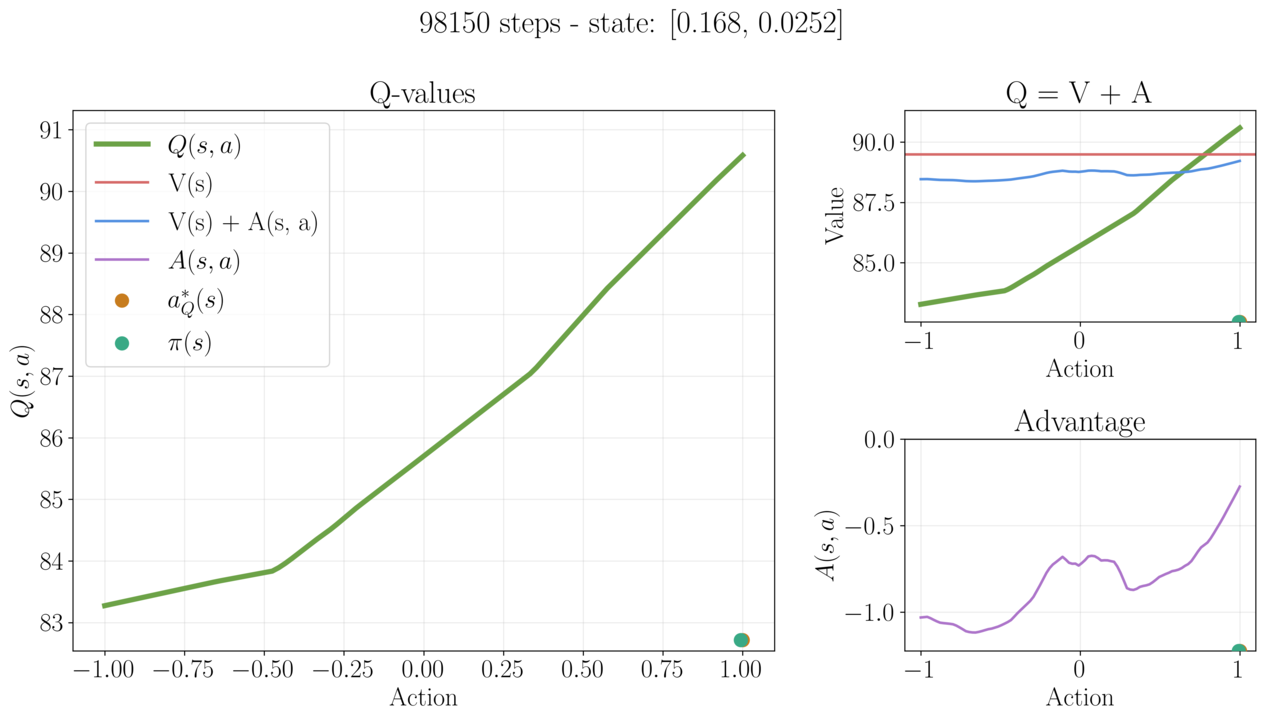 98150 steps - state: [0.168, 0.0252]
Q-values
91
90
89
88
87
86
85
84
83
Q(s, a)
Q(s, a)
V(s)
V(s) + A(s, a)
A(s, a)
a*_Q(s)
π(s)
−1.00 −0.75 −0.50 −0.25 0.00 0.25 0.50 0.75 1.00
Action
Q = V + A
90.0
87.5
85.0
Value
−1 0 1
Action
Advantage
0.0
−0.5
−1.0
A(s, a)
−1 0 1
Action